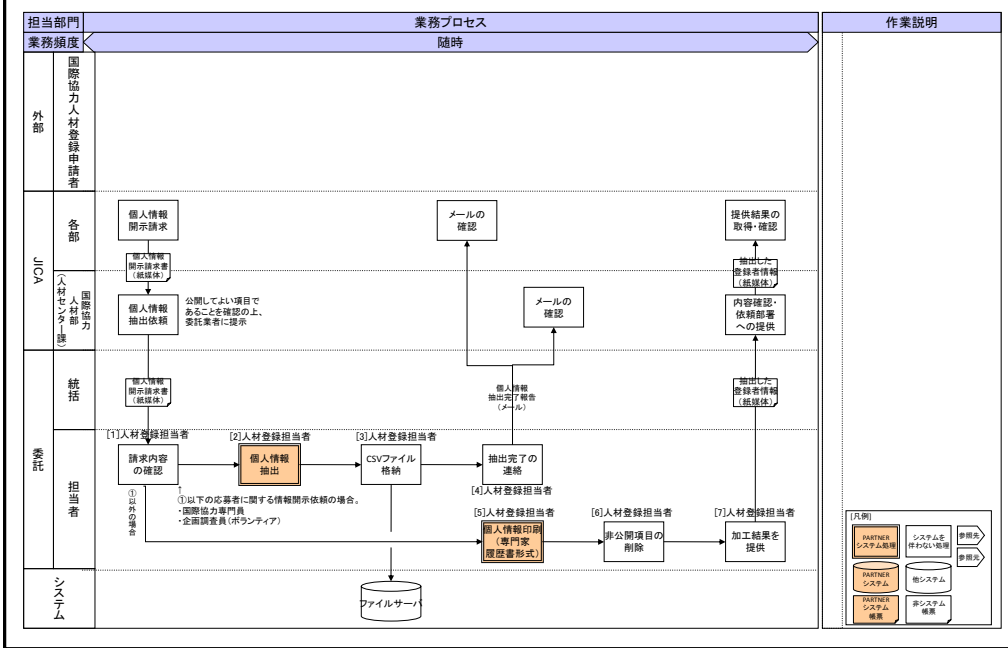 担当部門
業務プロセス
作業説明
業務頻度
随時
外部
国際協力人材登録申請者
JICA
各部
個人情報
開示請求
メールの
確認
提供結果の
取得・確認
個人情報
開示請求書
(紙媒体)
抽出した
登録者情報
(紙媒体)
国際協力
人材部
(人材センター課)
個人情報
抽出依頼
公開してよい項目で
あることを確認の上、
委託業者に提示
メールの
確認
内容確認・
依頼部署
への提供
委託
統括
個人情報
開示請求書
(紙媒体)
個人情報
抽出完了報告
(メール)
抽出した
登録者情報
(紙媒体)
担当者
[1]人材登録担当者
[2]人材登録担当者
[3]人材登録担当者
請求内容
の確認
個人情報
抽出
CSVファイル
格納
抽出完了の
連絡
[4]人材登録担当者
①以外の場合
↑
①以下の応募者に関する情報開示依頼の場合。
・国際協力専門員
・企画調査員(ボランティア)
[5]人材登録担当者
[6]人材登録担当者
[7]人材登録担当者
個人情報印刷
(専門家
履歴書形式)
非公開項目の
削除
加工結果を
提供
システム
ファイルサーバ
[凡例]
PARTNER
システム処理
システムを
伴わない処理
参照先
参照元
PARTNER
システム
他システム
PARTNER
システム
帳票
非システム
帳票